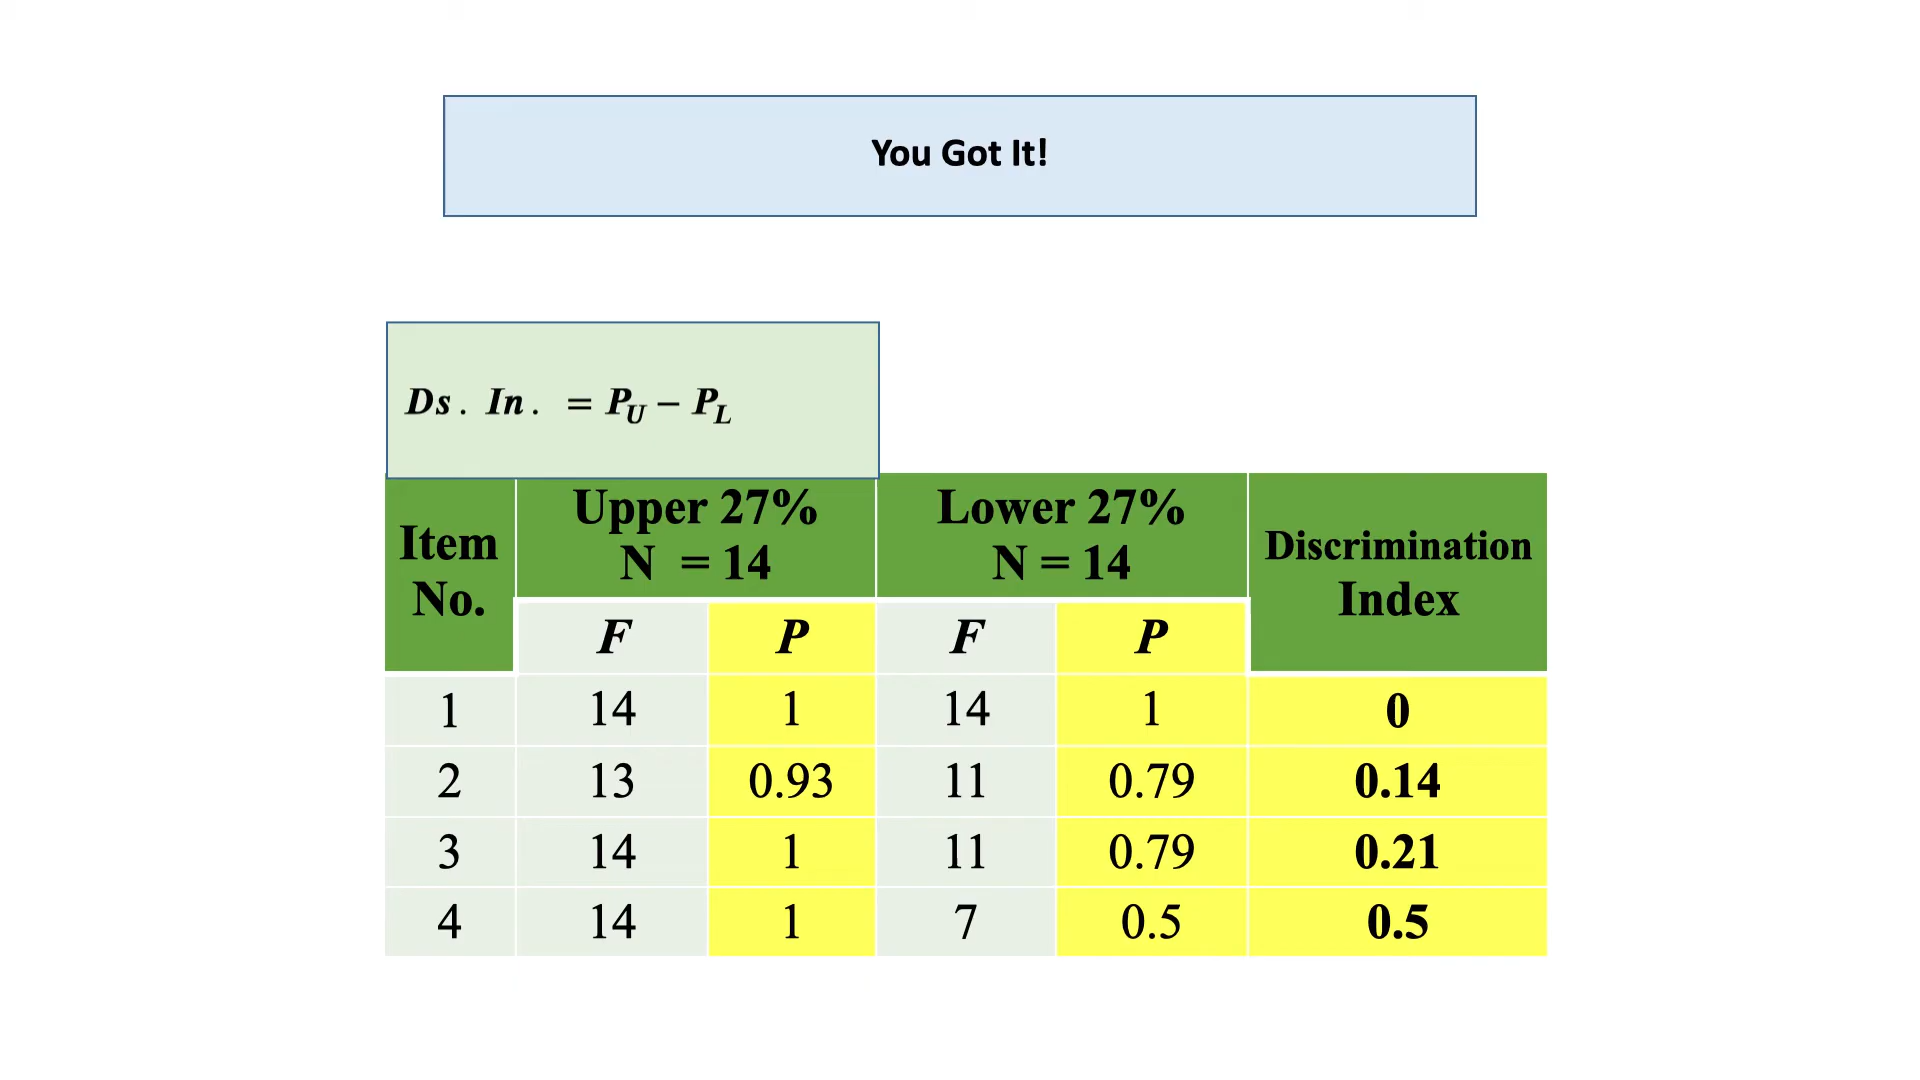 You Got It!
Ds. In. = P_U − P_L
Item No. Upper 27% N = 14 Lower 27% N = 14 Discrimination Index
F P F P
1 14 1 14 1 0
2 13 0.93 11 0.79 0.14
3 14 1 11 0.79 0.21
4 14 1 7 0.5 0.5